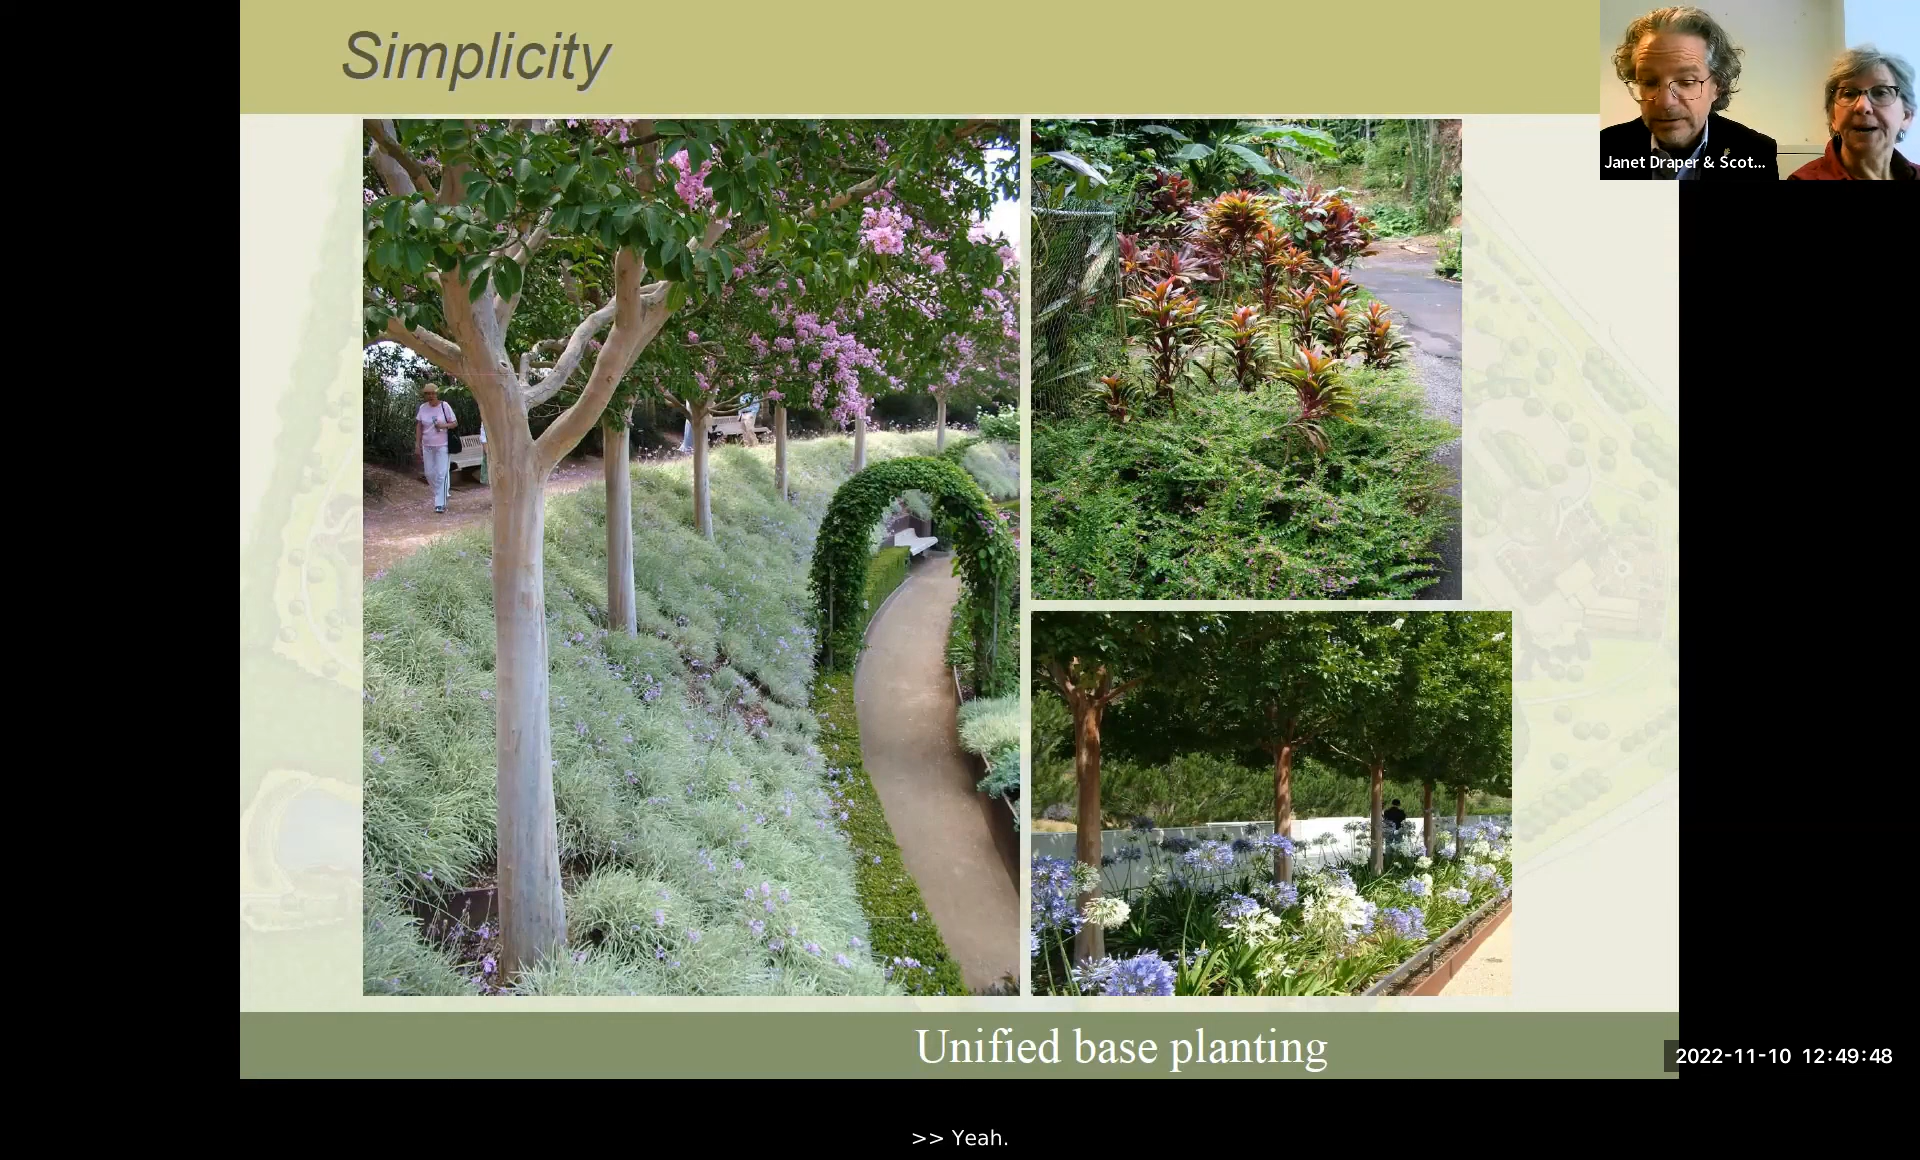 Simplicity
Janet Draper & Scot...
Unified base planting
2022-11-10 12:49:48
>> Yeah.